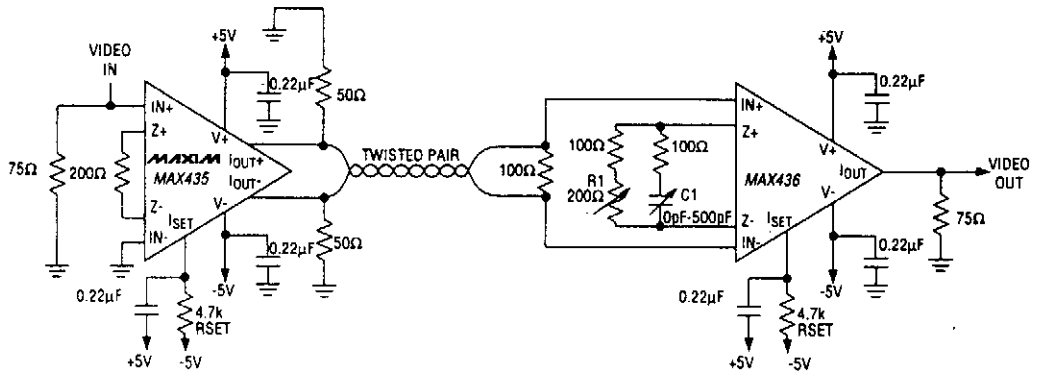 +5V
VIDEO
IN
0.22µF
50Ω
IN+
Z+
V+
75Ω
200Ω
MAXIM
MAX435
IOUT+
IOUT-
TWISTED PAIR
Z-
ISET
V-
IN-
0.22µF
50Ω
0.22µF
4.7k
RSET
-5V
+5V
-5V
100Ω
100Ω
R1
200Ω
100Ω
C1
0pF-500pF
+5V
0.22µF
IN+
Z+
V+
MAX436
IOUT
VIDEO
OUT
75Ω
Z-
ISET
V-
IN-
0.22µF
0.22µF
4.7k
RSET
-5V
+5V
-5V